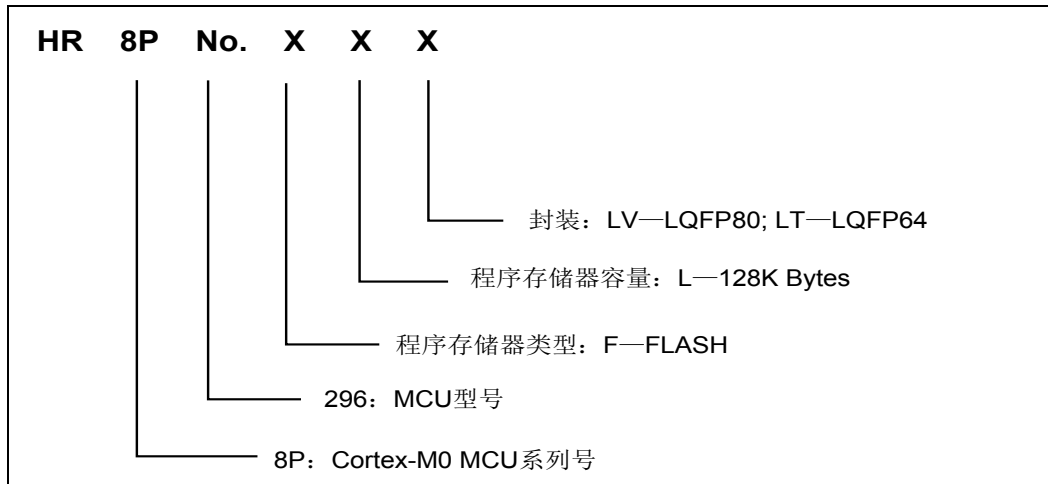 HR 8P No. X X X
封装：LV—LQFP80; LT—LQFP64
程序存储器容量：L—128K Bytes
程序存储器类型：F—FLASH
296：MCU型号
8P：Cortex-M0 MCU系列号